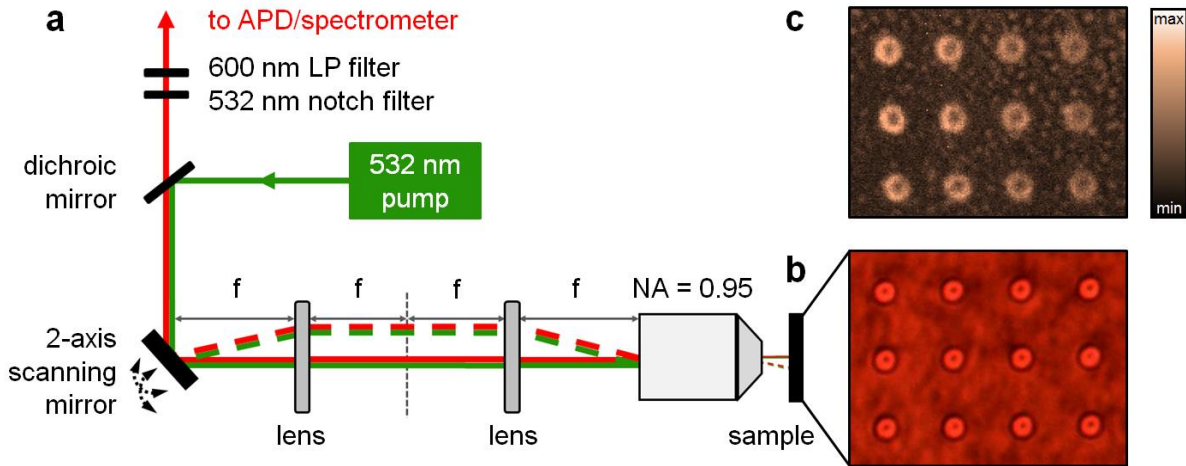 a
to APD/spectrometer
600 nm LP filter
532 nm notch filter
dichroic
mirror
532 nm
pump
f
f
f
f
NA = 0.95
2-axis
scanning
mirror
lens
lens
sample
c
max
min
b